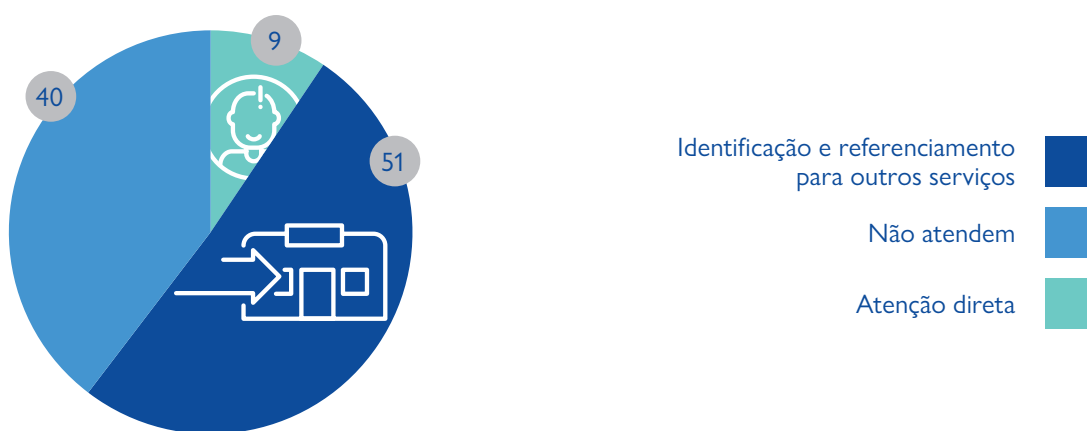 9
40
51
Identificação e referenciamento
para outros serviços
Não atendem
Atenção direta